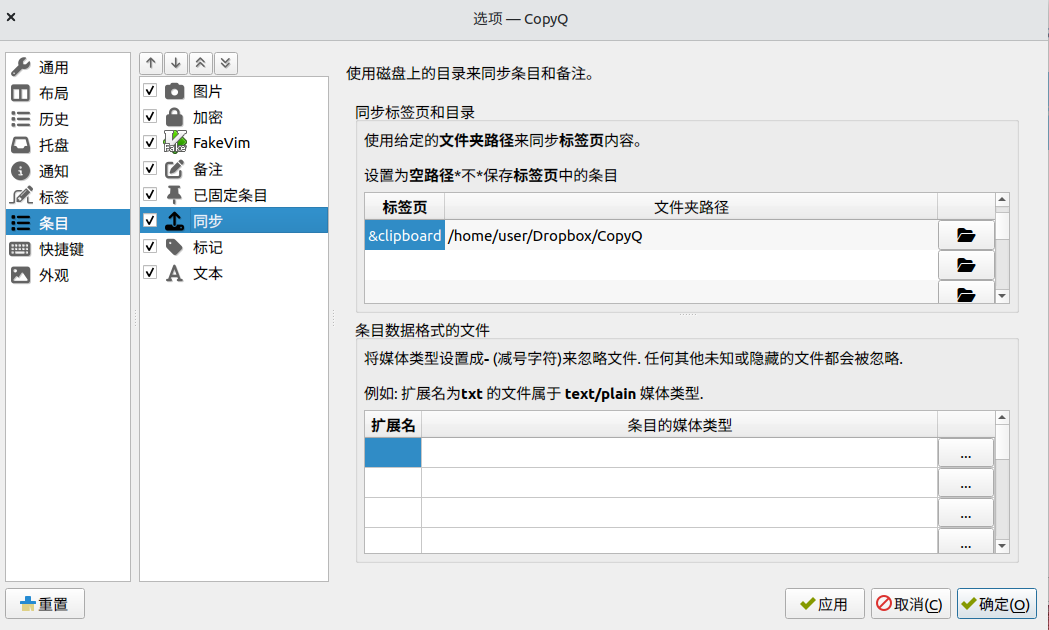 选项 — CopyQ
通用
布局
历史
托盘
通知
标签
条目
快捷键
外观
图片
加密
FakeVim
备注
已固定条目
同步
标记
文本
使用磁盘上的目录来同步条目和备注。
同步标签页和目录
使用给定的文件夹路径来同步标签页内容。
设置为空路径*不*保存标签页中的条目
标签页 文件夹路径
&clipboard /home/user/Dropbox/CopyQ
条目数据格式的文件
将媒体类型设置成- (减号字符)来忽略文件. 任何其他未知或隐藏的文件都会被忽略.
例如: 扩展名为txt 的文件属于 text/plain 媒体类型.
扩展名 条目的媒体类型
...
...
...
...
重置 应用 取消(C) 确定(O)